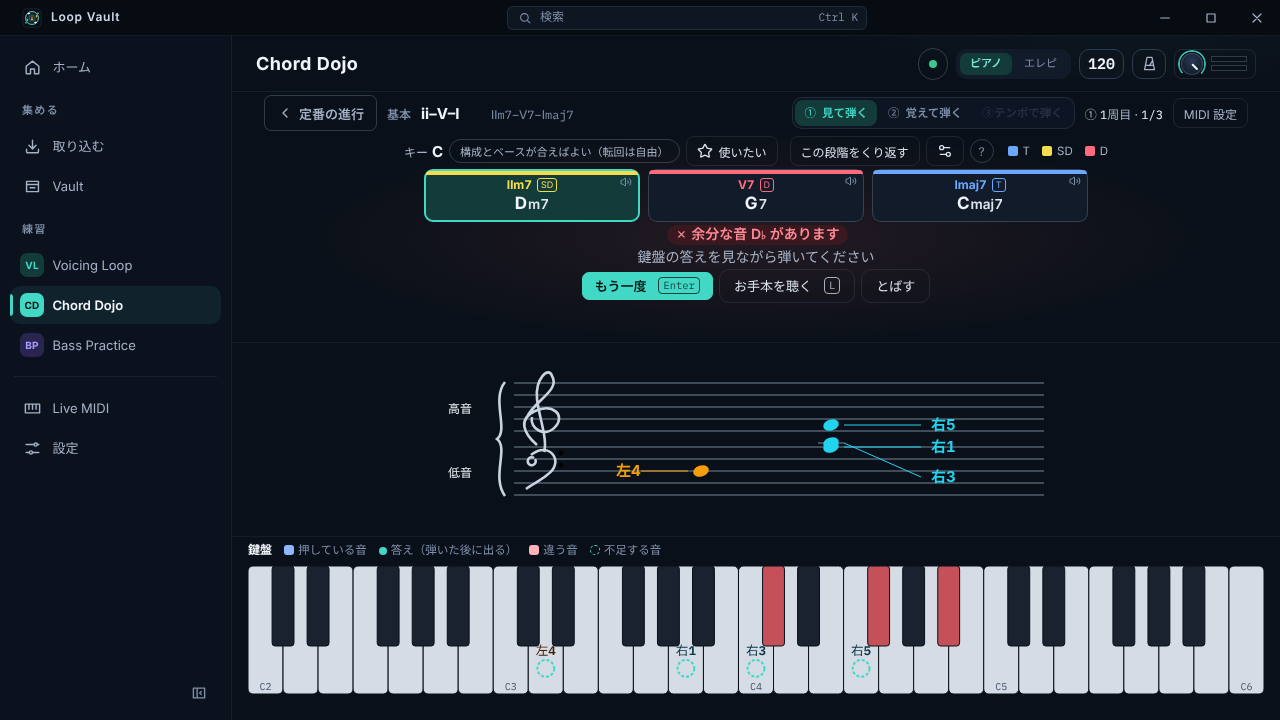 Loop Vault
検索
Ctrl K
ホーム
集める
取り込む
Vault
練習
VL Voicing Loop
CD Chord Dojo
BP Bass Practice
Live MIDI
設定
Chord Dojo
ピアノ エレピ 120
定番の進行 基本 ii–V–I IIm7-V7-Imaj7
① 見て弾く ② 覚えて弾く ③テンポで弾く ① 1周目 · 1/3 MIDI 設定
キー C 構成とベースが合えばよい（転回は自由） 使いたい この段階をくり返す ? T SD D
IIm7 SD
Dm7
V7 D
G7
Imaj7 T
Cmaj7
× 余分な音 D♭ があります
鍵盤の答えを見ながら弾いてください
もう一度 Enter お手本を聴く L とばす
高音
低音
左4
右5
右1
右3
鍵盤 押している音 答え（弾いた後に出る） 違う音 不足する音
左4 右1 右3 右5
C2 C3 C4 C5 C6